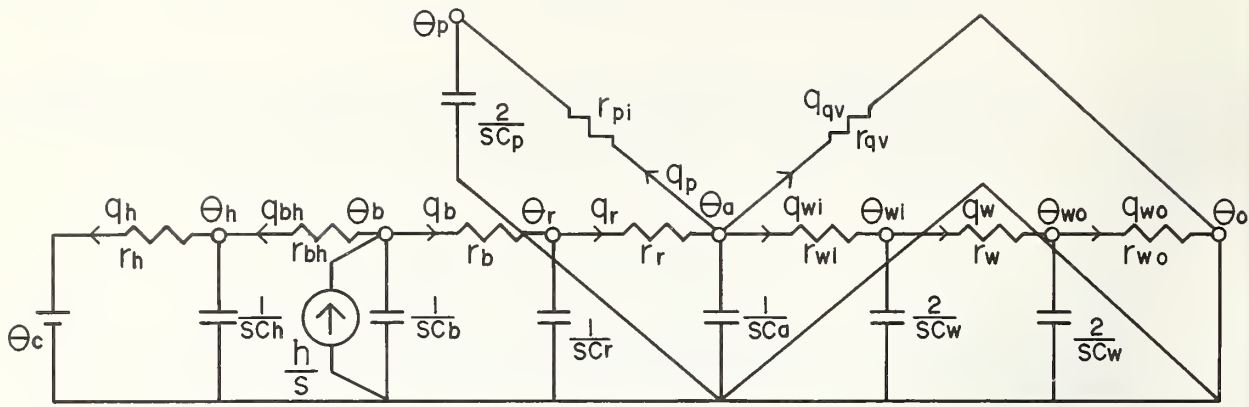 Θp
2/SCp
rpi
qp
qqv
rqv
qh
rh
Θh
qbh
rbh
Θb
qb
rb
Θr
qr
rr
Θa
qwi
rwi
Θwi
qw
rw
Θwo
qwo
rwo
Θo
Θc
1/SCh
h/S
1/SCb
1/SCr
1/SCa
2/SCw
2/SCw